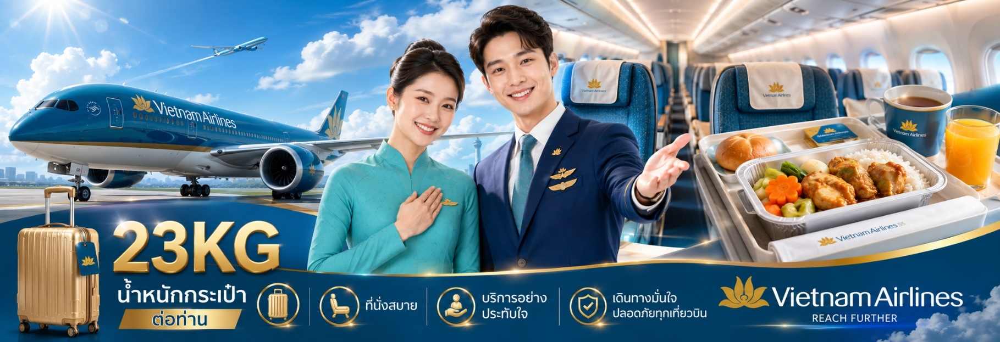 Vietnam Airlines
Vietnam Airlines
Vietnam Airlines
Vietnam Airlines
Vietnam Airlines
23KG
น้ำหนักกระเป๋า
ต่อท่าน
ที่นั่งสบาย
บริการอย่าง
ประทับใจ
เดินทางมั่นใจ
ปลอดภัยทุกเที่ยวบิน
Vietnam Airlines
REACH FURTHER